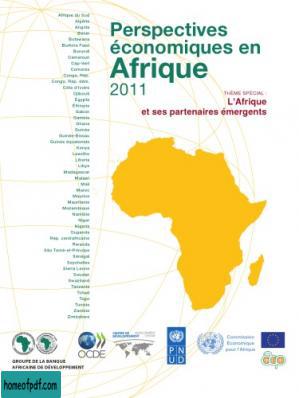 Perspectives
économiques en
Afrique
2011
THÈME SPÉCIAL :
L'Afrique
et ses partenaires émergents
Afrique du Sud
Algérie
Angola
Bénin
Botswana
Burkina Faso
Burundi
Cameroun
Cap-Vert
Comores
Congo, Rép.
Congo, Rép. dém.
Côte d'Ivoire
Djibouti
Égypte
Éthiopie
Gabon
Gambie
Ghana
Guinée
Guinée-Bissau
Guinée équatoriale
Kenya
Lesotho
Libéria
Libye
Madagascar
Malawi
Mali
Maroc
Maurice
Mauritanie
Mozambique
Namibie
Niger
Nigéria
Ouganda
Rép. centrafricaine
Rwanda
São Tomé-et-Príncipe
Sénégal
Seychelles
Sierra Leone
Soudan
Swaziland
Tanzanie
Tchad
Togo
Tunisie
Zambie
Zimbabwe
GROUPE DE LA BANQUE
AFRICAINE DE DÉVELOPPEMENT
OCDE
CENTRE DE
DÉVELOPPEMENT
PNUD
Commission
Économique
pour l'Afrique
acp
homeofpdf.com